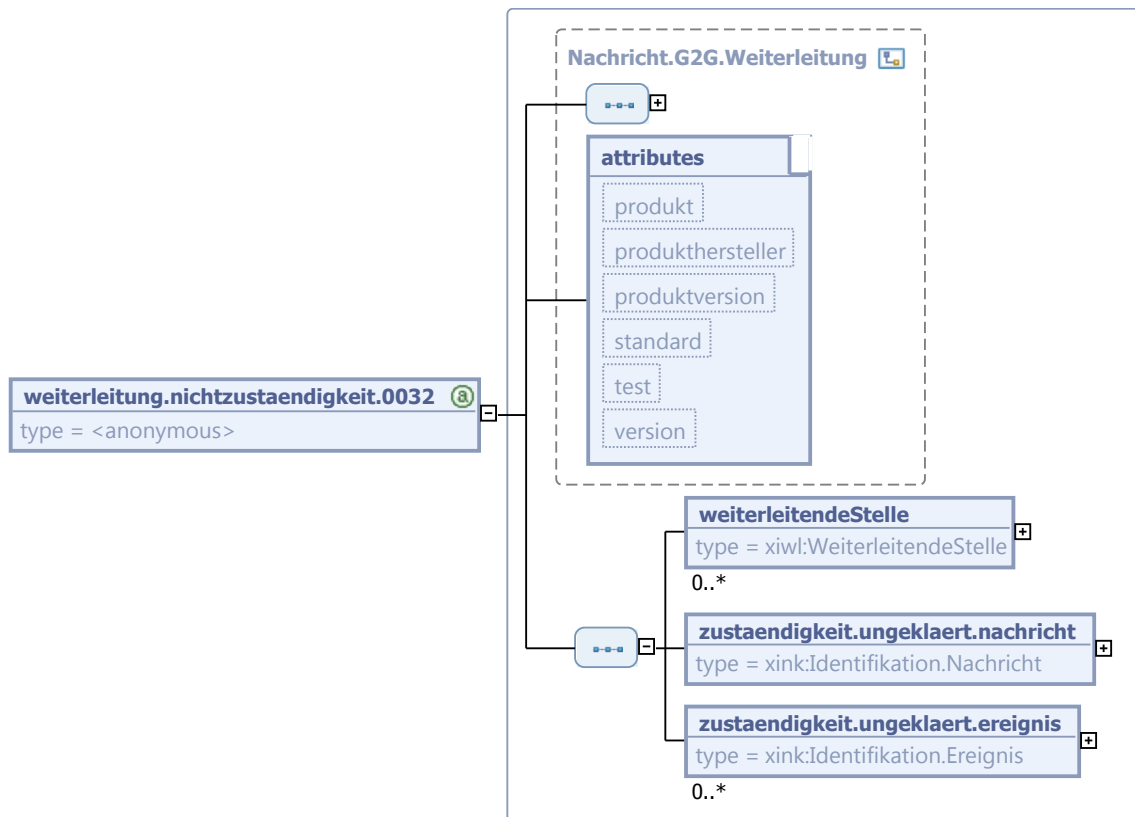 Nachricht.G2G.Weiterleitung
attributes
produkt
produkthersteller
produktversion
standard
test
version
weiterleitung.nichtzustaendigkeit.0032 a
type = <anonymous>
weiterleitendeStelle
type = xiwl:WeiterleitendeStelle
0..*
zustaendigkeit.ungeklaert.nachricht
type = xink:Identifikation.Nachricht
zustaendigkeit.ungeklaert.ereignis
type = xink:Identifikation.Ereignis
0..*